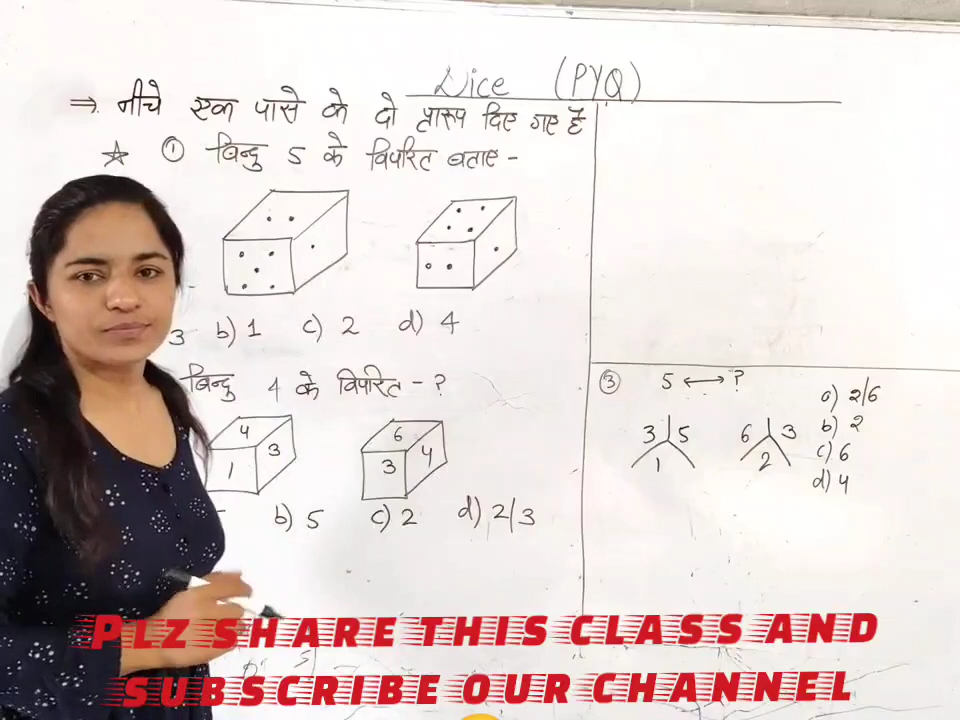 Dice (PYQ)
⇒ नीचे एक पासे के दो प्रारूप दिए गए हैं
☆ ① बिन्दु 5 के विपरित बताए -
3 b) 1 c) 2 d) 4
बिन्दु 4 के विपरित - ?
4
1 3
6
3 4
b) 5 c) 2 d) 2/3
③ 5 ⟷ ?
3 5
1
6 3
2
a) 2/6
b) 2
c) 6
d) 4
PLZ SHARE THIS CLASS AND
SUBSCRIBE OUR CHANNEL